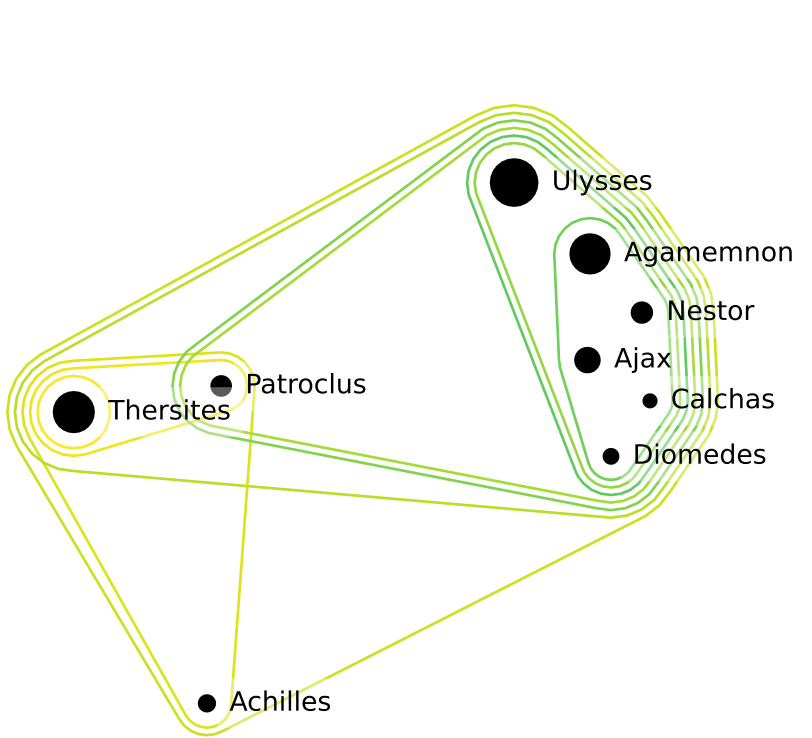 Ulysses
Agamemnon
Nestor
Ajax
Patroclus
Calchas
Thersites
Diomedes
Achilles